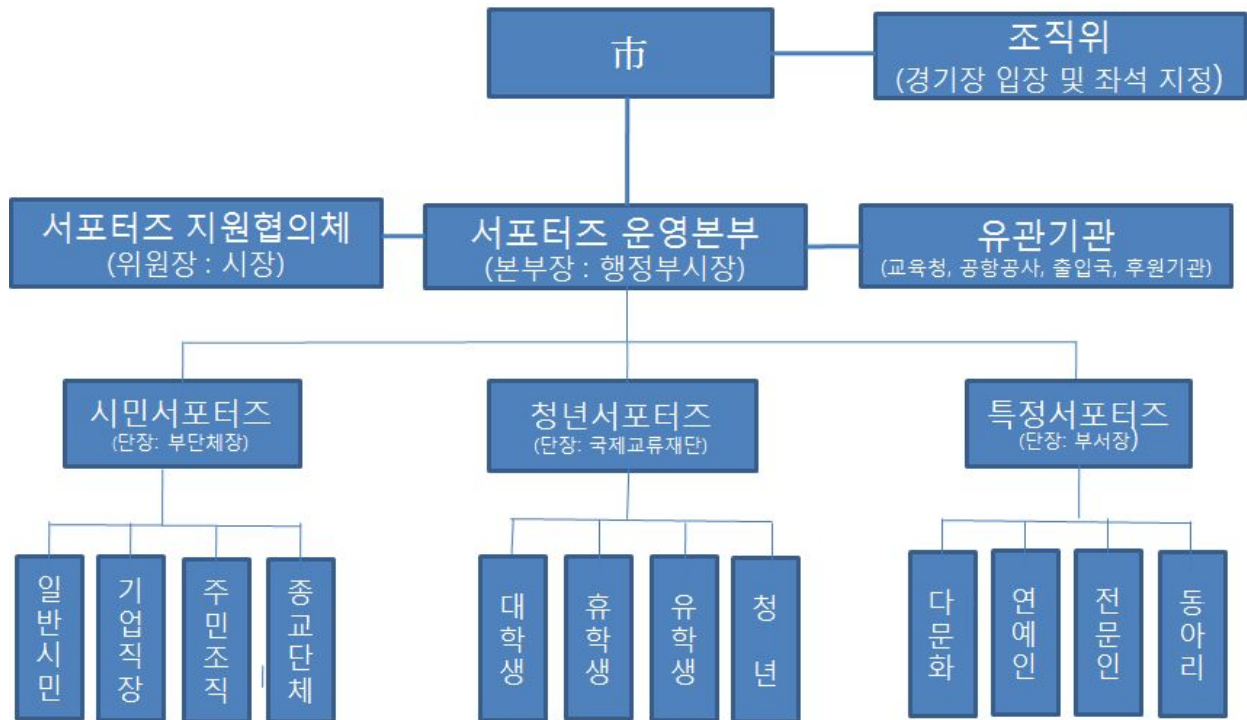 市
조직위
(경기장 입장 및 좌석 지정)
서포터즈 지원협의체
(위원장 : 시장)
서포터즈 운영본부
(본부장 : 행정부시장)
유관기관
(교육청, 공항공사, 출입국, 후원기관)
시민서포터즈
(단장: 부단체장)
청년서포터즈
(단장: 국제교류재단)
특정서포터즈
(단장: 부서장)
일반시민
기업직장
주민조직
종교단체
대학생
휴학생
유학생
청 년
다문화
연예인
전문인
동아리